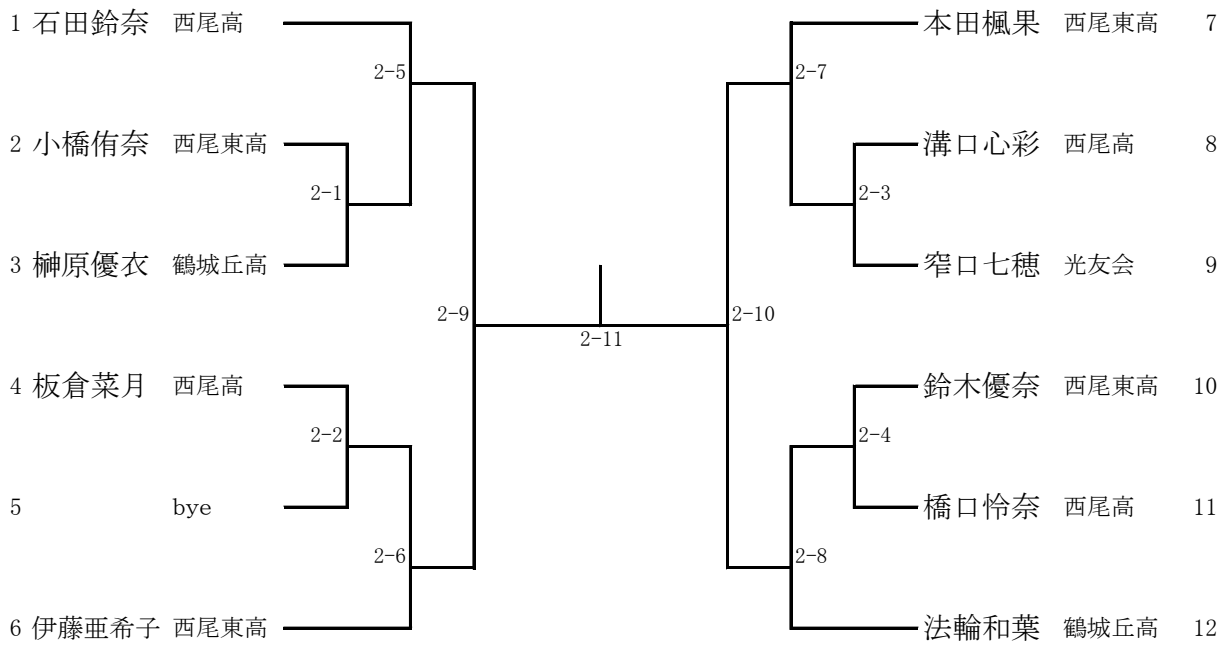 1 石田鈴奈 西尾高
2-5
2 小橋侑奈 西尾東高
2-1
3 榊原優衣 鶴城丘高
2-9
4 板倉菜月 西尾高
2-2
5 bye
2-6
6 伊藤亜希子 西尾東高
2-11
本田楓果 西尾東高 7
2-7
溝口心彩 西尾高 8
2-3
窄口七穂 光友会 9
2-10
鈴木優奈 西尾東高 10
2-4
橋口怜奈 西尾高 11
2-8
法輪和葉 鶴城丘高 12